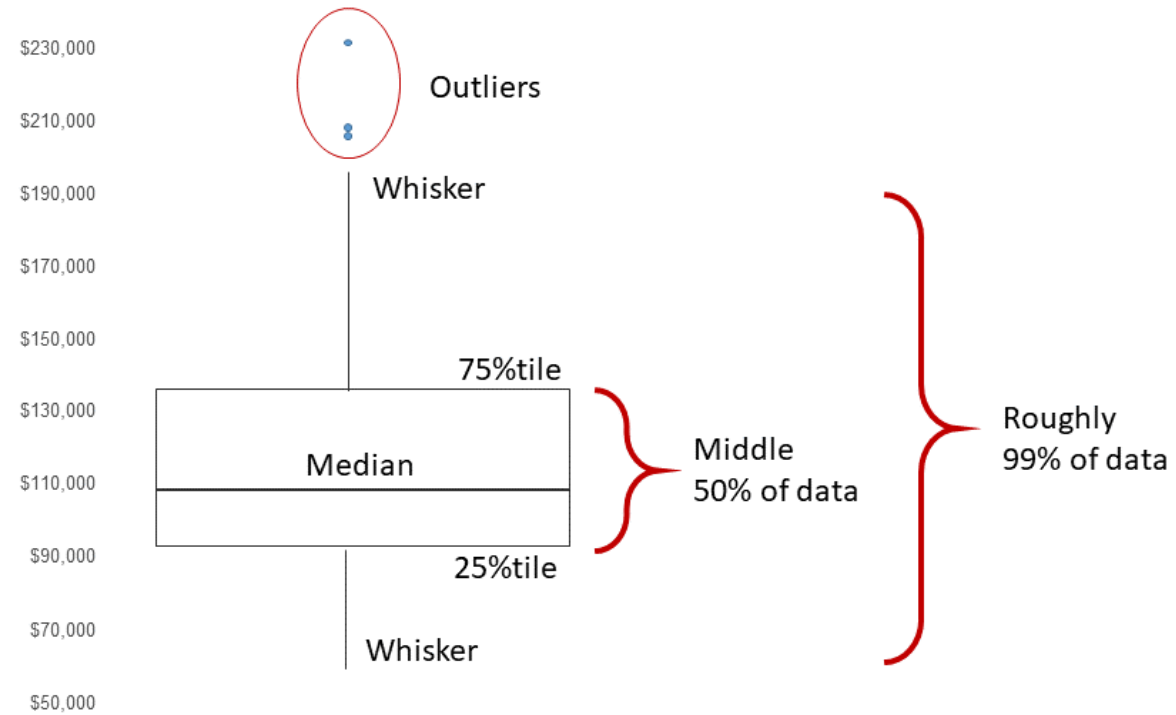 $230,000
Outliers
$210,000
$190,000
Whisker
$170,000
$150,000
75%tile
$130,000
Median
$110,000
Middle
50% of data
Roughly
99% of data
$90,000
25%tile
$70,000
Whisker
$50,000